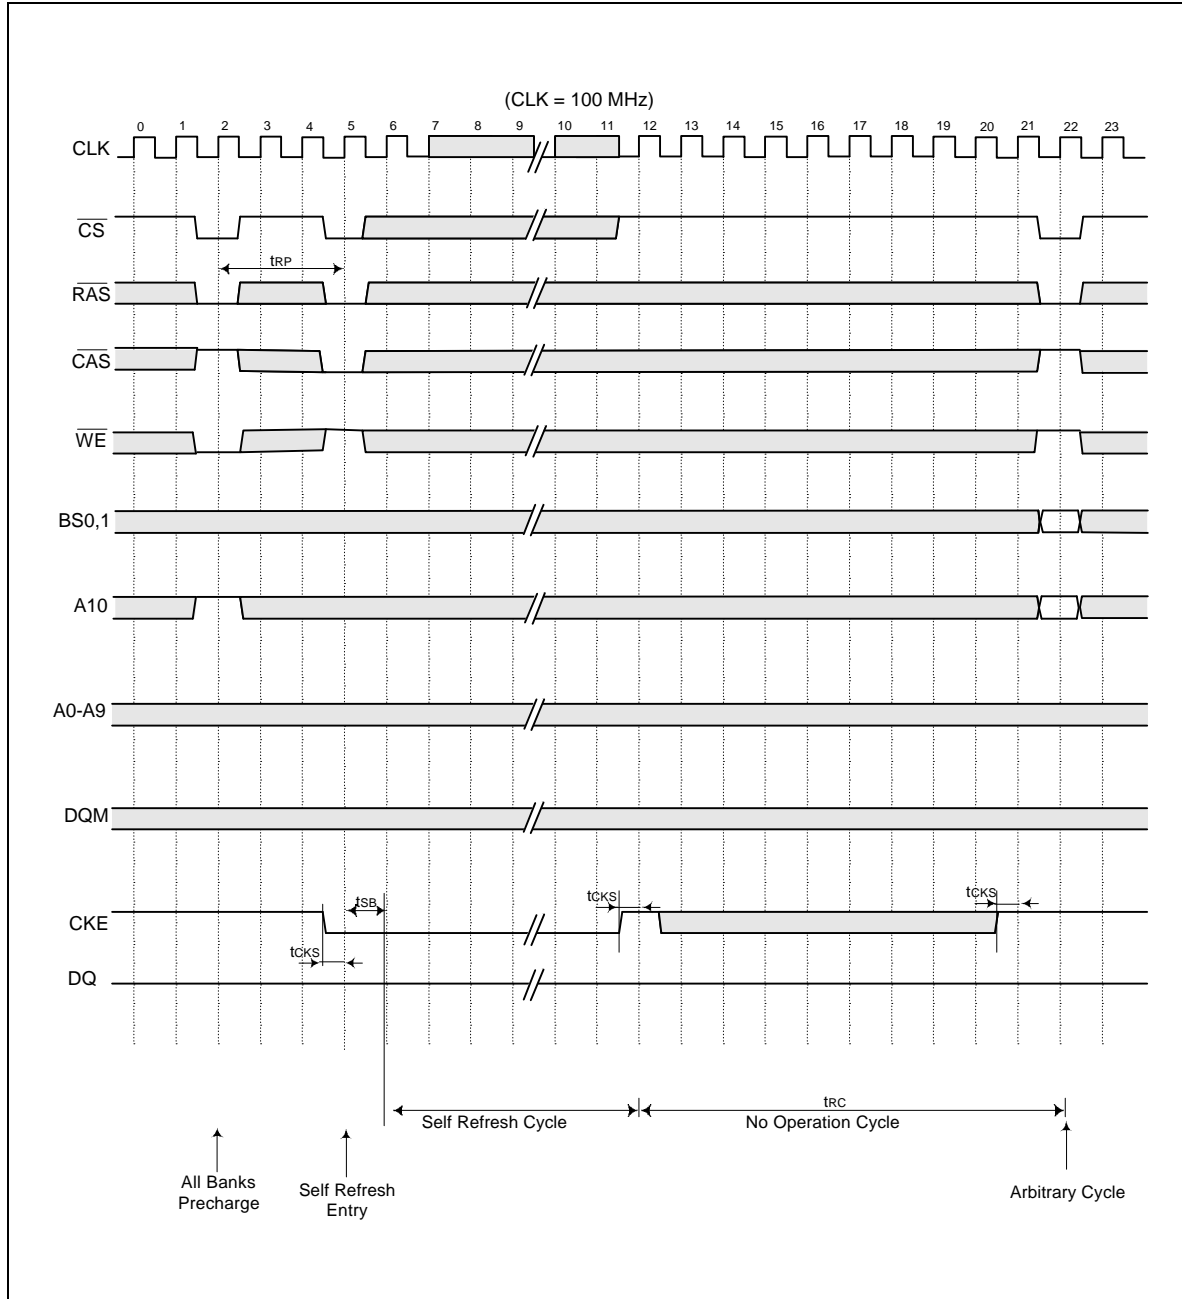 (CLK = 100 MHz)
0 1 2 3 4 5 6 7 8 9 10 11 12 13 14 15 16 17 18 19 20 21 22 23
CLK
CS
tRP
RAS
CAS
WE
BS0,1
A10
A0-A9
DQM
tCKS
tCKS
tSB
CKE
tCKS
DQ
tRC
Self Refresh Cycle
No Operation Cycle
All Banks
Precharge
Self Refresh
Entry
Arbitrary Cycle